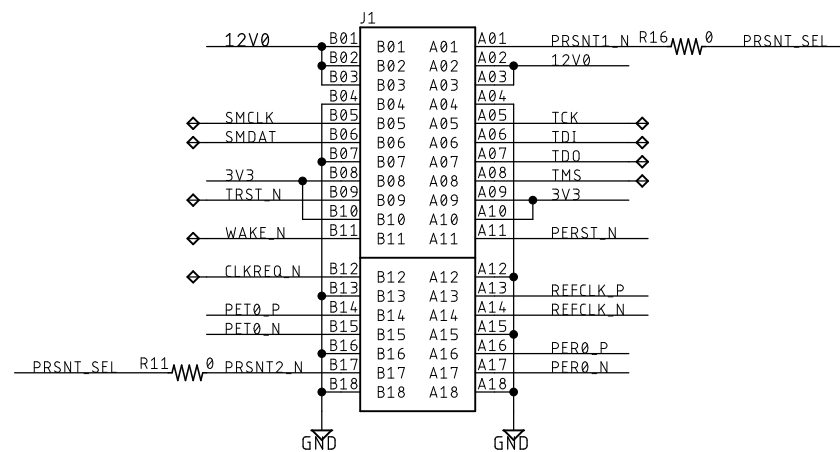 J1
12V0 B01 B01 A01 A01 PRSNT1_N R16 0 PRSNT_SEL
B02 B02 A02 A02 12V0
B03 B03 A03 A03
B04 B04 A04 A04
SMCLK B05 B05 A05 A05 TCK
SMDAT B06 B06 A06 A06 TDI
B07 B07 A07 A07 TDO
3V3 B08 B08 A08 A08 TMS
TRST_N B09 B09 A09 A09 3V3
B10 B10 A10 A10
WAKE_N B11 B11 A11 A11 PERST_N
CLKREQ_N B12 B12 A12 A12
B13 B13 A13 A13 REFCLK_P
PET0_P B14 B14 A14 A14 REFCLK_N
PET0_N B15 B15 A15 A15
B16 B16 A16 A16 PER0_P
PRSNT_SEL R11 0 PRSNT2_N B17 B17 A17 A17 PER0_N
B18 B18 A18 A18
GND GND